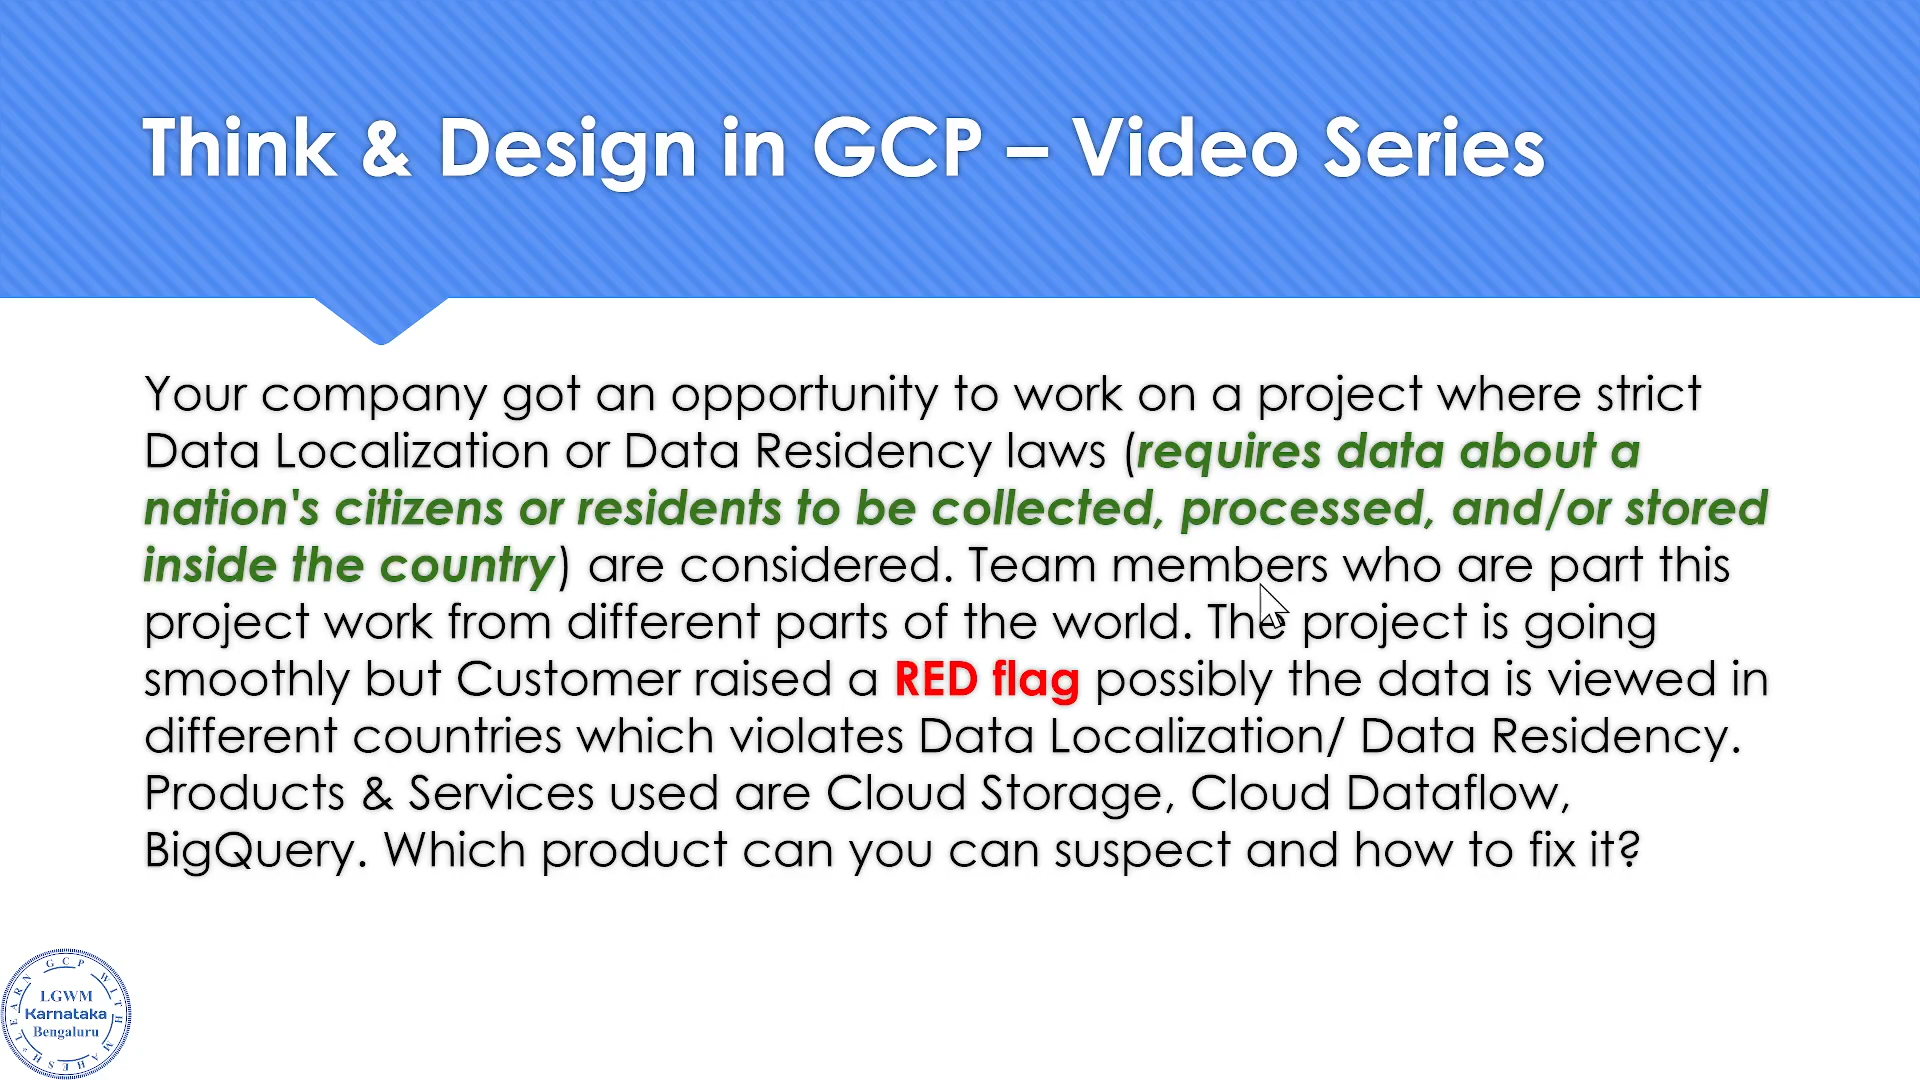 Think & Design in GCP – Video Series
Your company got an opportunity to work on a project where strict
Data Localization or Data Residency laws (requires data about a
nation's citizens or residents to be collected, processed, and/or stored
inside the country) are considered. Team members who are part this
project work from different parts of the world. The project is going
smoothly but Customer raised a RED flag possibly the data is viewed in
different countries which violates Data Localization/ Data Residency.
Products & Services used are Cloud Storage, Cloud Dataflow,
BigQuery. Which product can you can suspect and how to fix it?
LEARN GCP WITH MAHESH
LGWM
Karnataka
Bengaluru